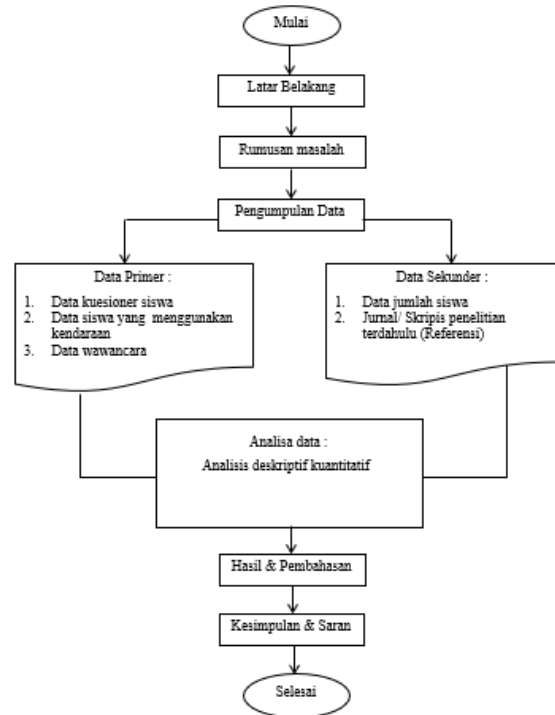 Mulai
Latar Belakang
Rumusan masalah
Pengumpulan Data
Data Primer :
1. Data kuesioner siswa
2. Data siswa yang menggunakan
kendaraan
3. Data wawancara
Data Sekunder :
1. Data jumlah siswa
2. Jurnal/ Skripis penelitian
terdahulu (Referensi)
Analisa data :
Analisis deskriptif kuantitatif
Hasil & Pembahasan
Kesimpulan & Saran
Selesai